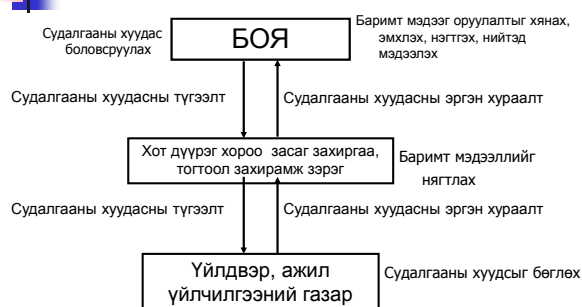 Судалгааны хуудас
боловсруулах
БОЯ
Баримт мэдээг оруулалтыг хянах,
эмхлэх, нэгтгэх, нийтэд
мэдээлэх
Судалгааны хуудасны түгээлт
Судалгааны хуудасны эргэн хураалт
Хот дүүрэг хороо засаг захиргаа,
тогтоол захирамж зэрэг
Баримт мэдээллийг
нягтлах
Судалгааны хуудасны түгээлт
Судалгааны хуудасны эргэн хураалт
Үйлдвэр, ажил
үйлчилгээний газар
Судалгааны хуудсыг бөглөх